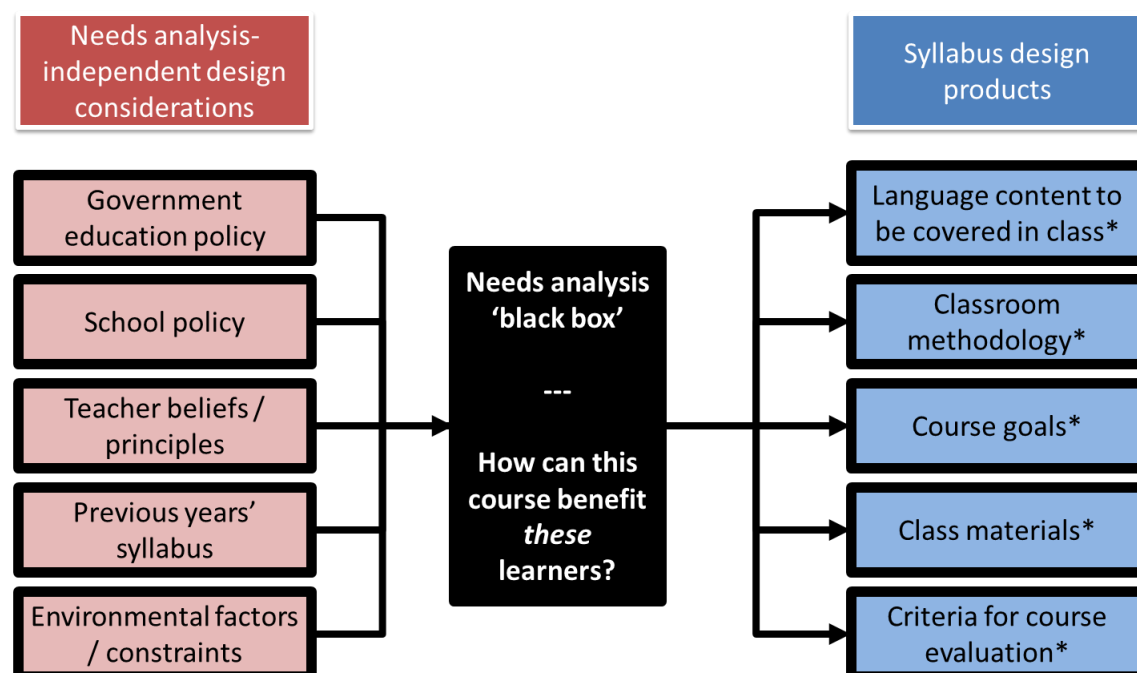 Needs analysis-
independent design
considerations
Government
education policy
School policy
Teacher beliefs /
principles
Previous years’
syllabus
Environmental factors
/ constraints
Needs analysis
‘black box’
---
How can this
course benefit
these
learners?
Syllabus design
products
Language content to
be covered in class*
Classroom
methodology*
Course goals*
Class materials*
Criteria for course
evaluation*